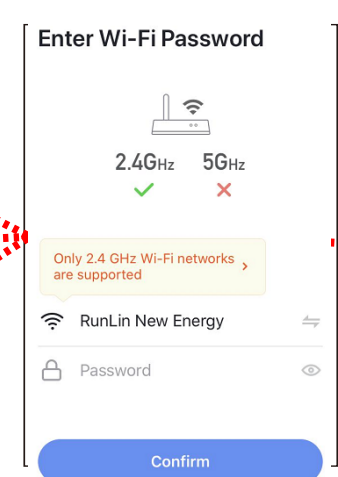 Enter Wi-Fi Password
2.4GHz 5GHz
Only 2.4 GHz Wi-Fi networks
are supported
RunLin New Energy
Password
Confirm